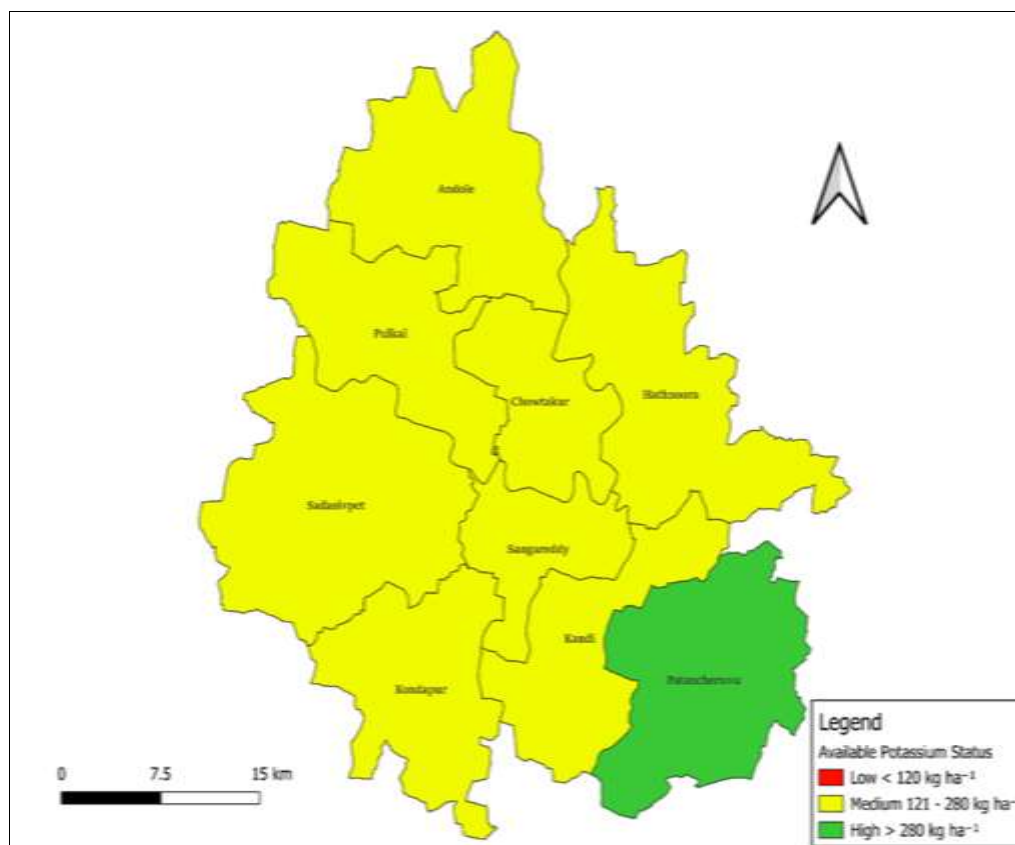 Andole
Pulkal
Chowtakur
Hathnoora
Sadasivpet
Sangareddy
Kandi
Kondapur
Patancheruvu
0 7.5 15 km
Legend
Available Potassium Status
Low < 120 kg ha⁻¹
Medium 121 - 280 kg ha⁻
High > 280 kg ha⁻¹